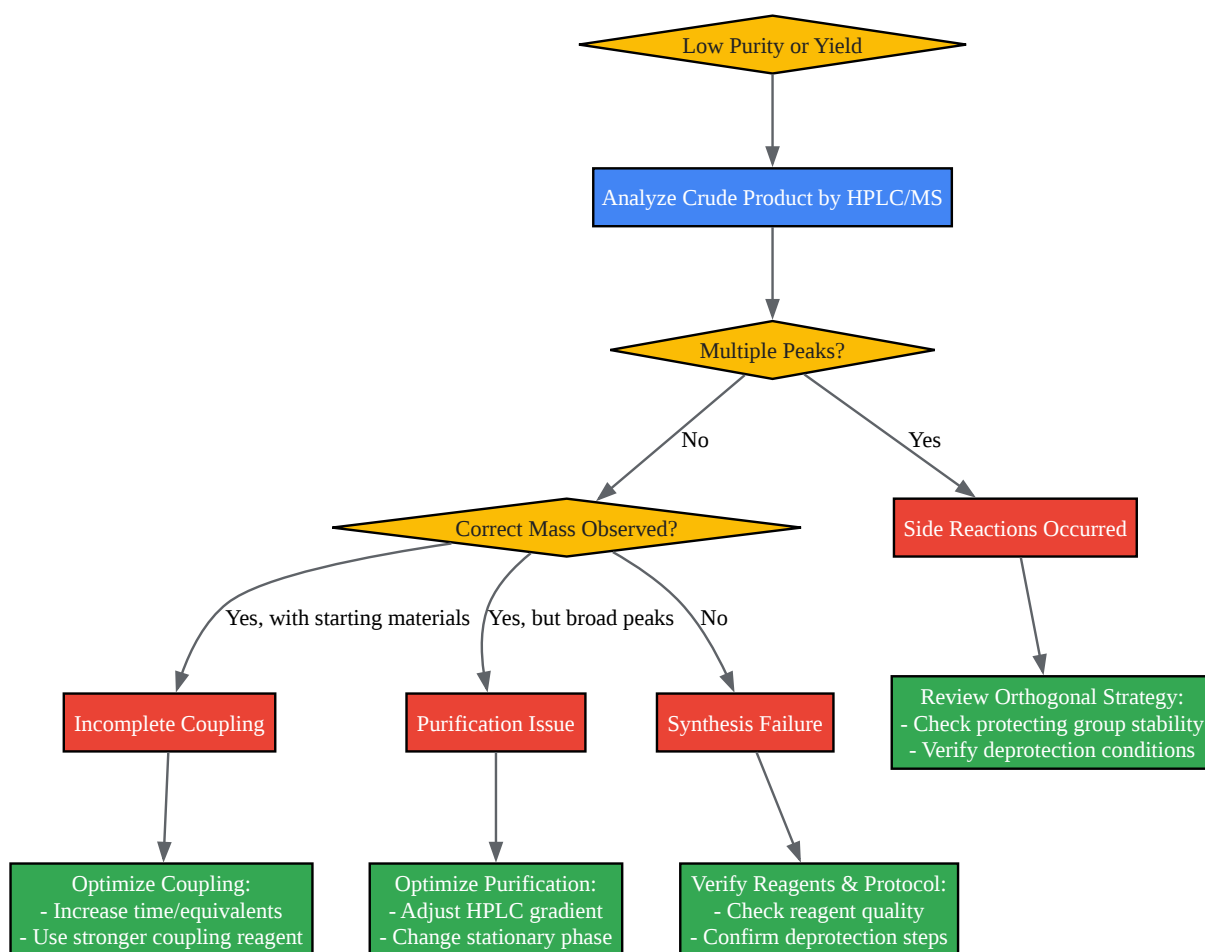 Low Purity or Yield
Analyze Crude Product by HPLC/MS
Multiple Peaks?
No
Yes
Correct Mass Observed?
Side Reactions Occurred
Yes, with starting materials
Yes, but broad peaks
No
Incomplete Coupling
Purification Issue
Synthesis Failure
Review Orthogonal Strategy:
- Check protecting group stability
- Verify deprotection conditions
Optimize Coupling:
- Increase time/equivalents
- Use stronger coupling reagent
Optimize Purification:
- Adjust HPLC gradient
- Change stationary phase
Verify Reagents & Protocol:
- Check reagent quality
- Confirm deprotection steps